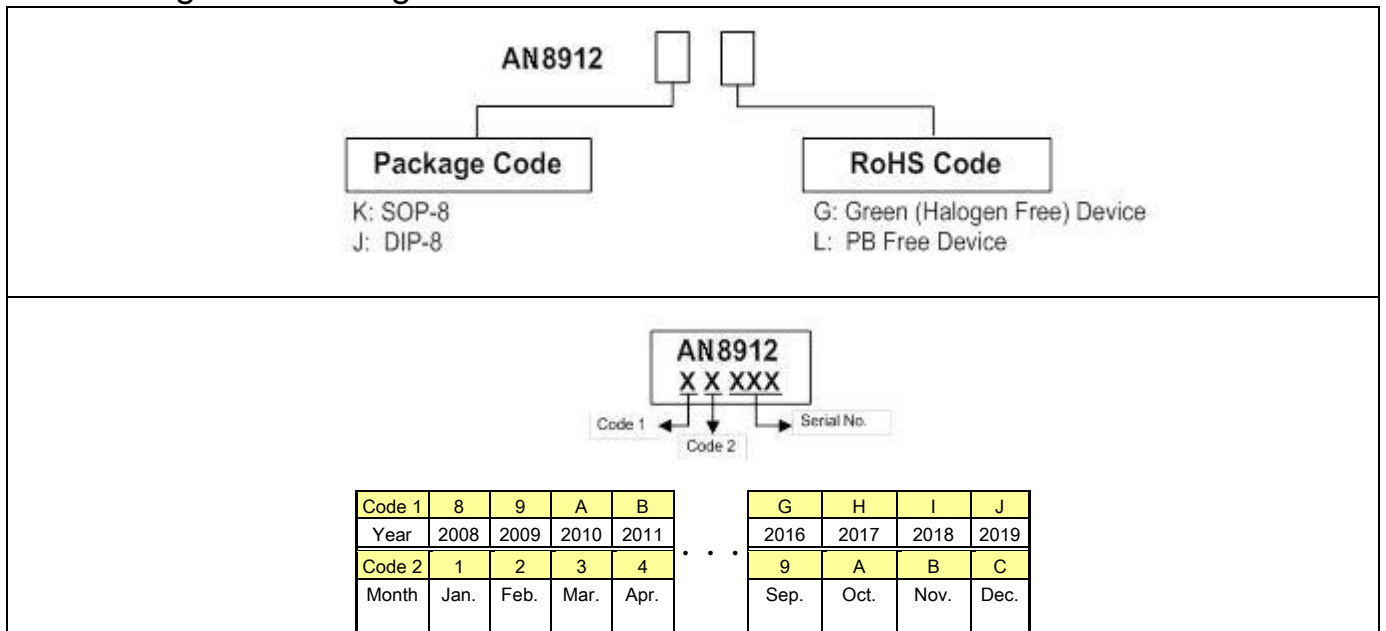 AN8912
Package Code
RoHS Code
K: SOP-8
J: DIP-8
G: Green (Halogen Free) Device
L: PB Free Device
AN8912
X X XXX
Code 1
Serial No.
Code 2
Code 1 8 9 A B G H I J
Year 2008 2009 2010 2011 . . . 2016 2017 2018 2019
Code 2 1 2 3 4 9 A B C
Month Jan. Feb. Mar. Apr. Sep. Oct. Nov. Dec.